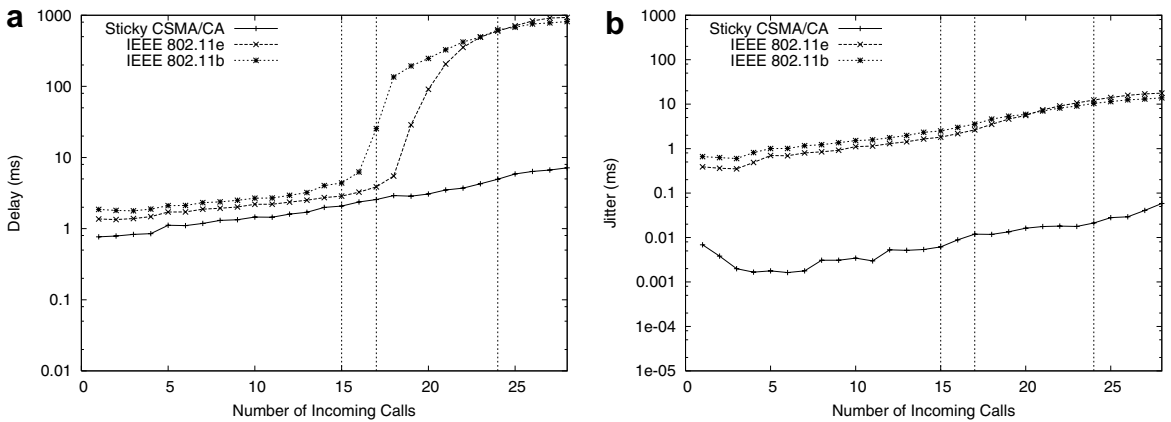 a
1000
100
10
1
0.1
0.01
Delay (ms)
Sticky CSMA/CA
IEEE 802.11e
IEEE 802.11b
0 5 10 15 20 25
Number of Incoming Calls
b
1000
100
10
1
0.1
0.01
0.001
1e-04
1e-05
Jitter (ms)
Sticky CSMA/CA
IEEE 802.11e
IEEE 802.11b
0 5 10 15 20 25
Number of Incoming Calls